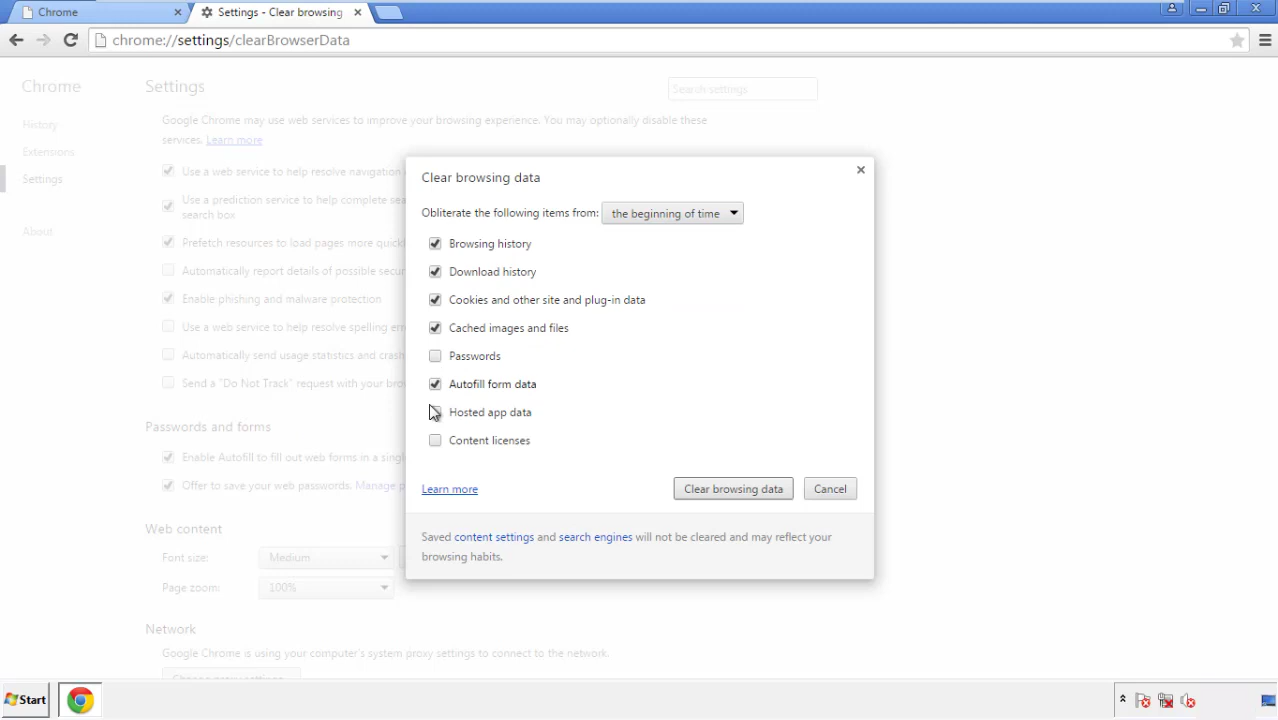 Chrome
Settings - Clear browsing
chrome://settings/clearBrowserData
Chrome
History
Extensions
Settings
About
Settings
Search settings
Google Chrome may use web services to improve your browsing experience. You may optionally disable these
services. Learn more
Use a web service to help resolve navigation
Use a prediction service to help complete
search box
Prefetch resources to load pages more
Automatically report details of possible
Enable phishing and malware protection
Use a web service to help resolve spelling
Automatically send usage statistics and
Send a "Do Not Track" request with your
Passwords and forms
Enable Autofill to fill out web forms in a
Offer to save your web passwords. Manage
Web content
Font size: Medium
Page zoom: 100%
Network
Google Chrome is using your computer's system proxy settings to connect to the network.
Clear browsing data
Obliterate the following items from: the beginning of time
Browsing history
Download history
Cookies and other site and plug-in data
Cached images and files
Passwords
Autofill form data
Hosted app data
Content licenses
Learn more
Clear browsing data
Cancel
Saved content settings and search engines will not be cleared and may reflect your
browsing habits.
Start